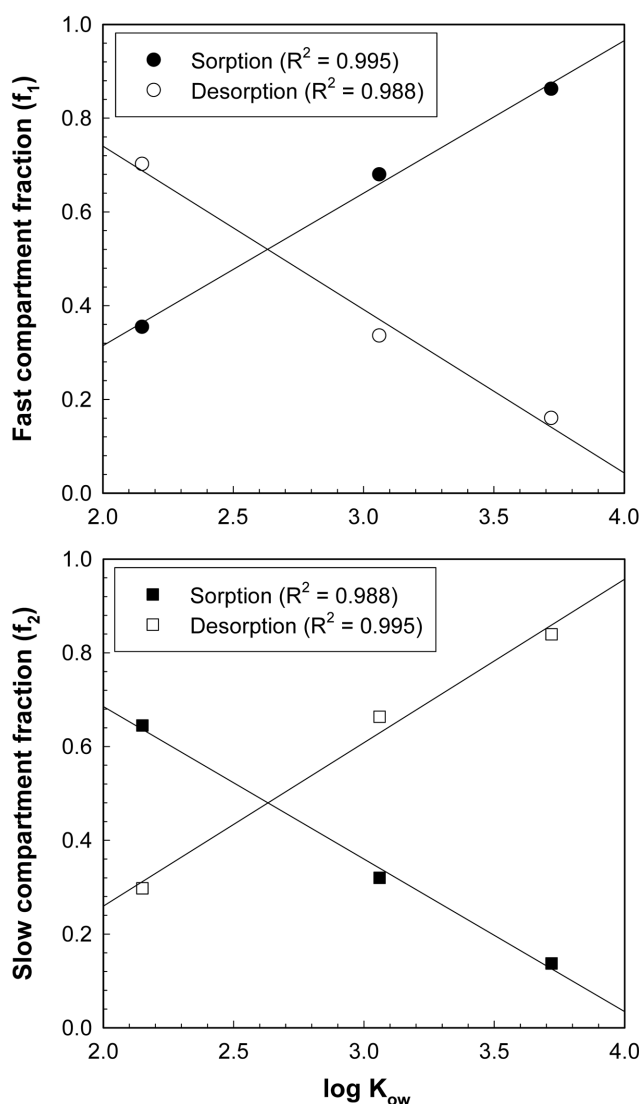 Fast compartment fraction (f₁)
1.0
0.8
0.6
0.4
0.2
0.0
Sorption (R² = 0.995)
Desorption (R² = 0.988)
2.0 2.5 3.0 3.5 4.0
Slow compartment fraction (f₂)
1.0
0.8
0.6
0.4
0.2
0.0
Sorption (R² = 0.988)
Desorption (R² = 0.995)
2.0 2.5 3.0 3.5 4.0
log Kₒw